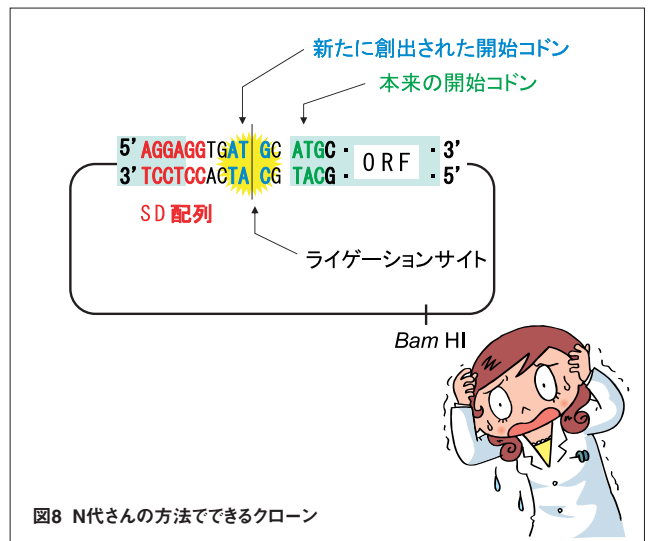 新たに創出された開始コドン
本来の開始コドン
5' AGGAGGTGAT GC ATGC・ ORF ・3'
3' TCCTCCACTA CG TACG・ ・5'
SD配列
ライゲーションサイト
Bam HI
図8 N代さんの方法でできるクローン